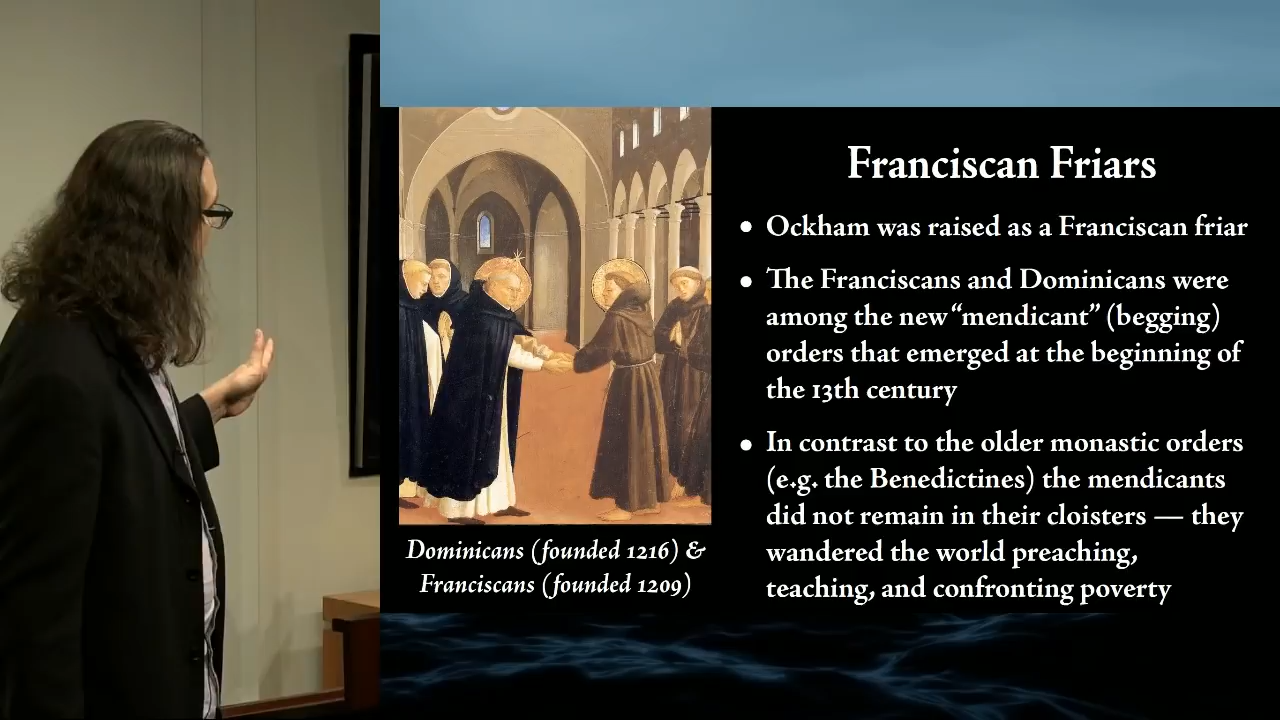 Franciscan Friars
• Ockham was raised as a Franciscan friar
• The Franciscans and Dominicans were
among the new “mendicant” (begging)
orders that emerged at the beginning of
the 13th century
• In contrast to the older monastic orders
(e.g. the Benedictines) the mendicants
did not remain in their cloisters — they
wandered the world preaching,
teaching, and confronting poverty
Dominicans (founded 1216) &
Franciscans (founded 1209)